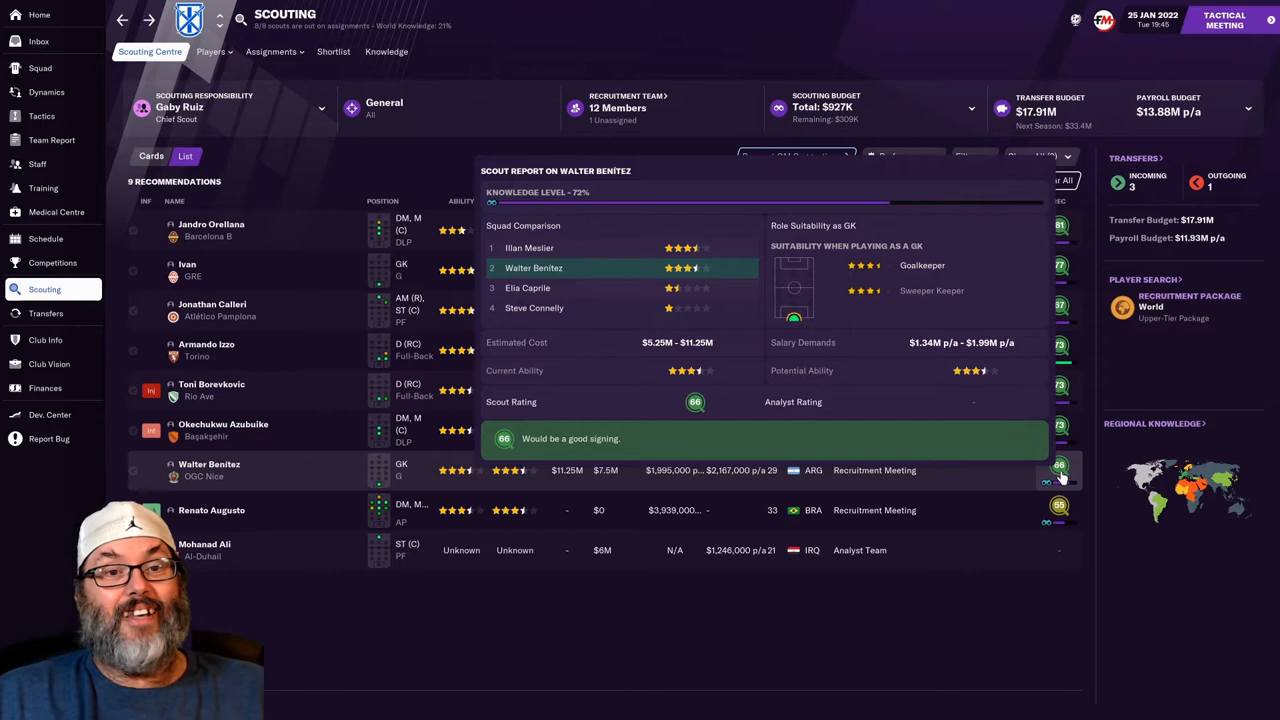 Home
Inbox
Squad
Dynamics
Tactics
Team Report
Staff
Training
Medical Centre
Schedule
Competitions
Scouting
Transfers
Club Info
Club Vision
Finances
Dev. Center
Report Bug
SCOUTING
8/8 scouts are out on assignments - World Knowledge: 21%
FM
25 JAN 2022
Tue 19:45
TACTICAL MEETING
Scouting Centre Players Assignments Shortlist Knowledge
SCOUTING RESPONSIBILITY
Gaby Ruiz
Chief Scout
General
All
RECRUITMENT TEAM >
12 Members
1 Unassigned
SCOUTING BUDGET
Total: $927K
Remaining: $309K
TRANSFER BUDGET
$17.91M
Next Season: $33.4M
PAYROLL BUDGET
$13.88M p/a
Cards List
9 RECOMMENDATIONS
INF NAME POSITION ABILITY REC
Jandro Orellana
Barcelona B
DM, M (C)
DLP
Ivan
GRE
GK
G
77
Jonathan Calleri
Atlético Pamplona
AM (R), ST (C)
PF
Armando Izzo
Torino
D (RC)
Full-Back
73
Inj Toni Borevkovic
Rio Ave
D (RC)
Full-Back
73
Int Okechukwu Azubuike
Başakşehir
DM, M (C)
DLP
73
Walter Benítez
OGC Nice
GK
G
$11.25M $7.5M $1,995,000 p... $2,167,000 p/a 29 ARG Recruitment Meeting 66
Renato Augusto
DM, M...
AP
- $0 $3,939,000... - 33 BRA Recruitment Meeting 55
Mohanad Ali
Al-Duhail
ST (C)
PF
Unknown Unknown - $6M N/A $1,246,000 p/a 21 IRQ Analyst Team -
SCOUT REPORT ON WALTER BENÍTEZ
KNOWLEDGE LEVEL - 72%
Squad Comparison
1 Illan Meslier
2 Walter Benítez
3 Elia Caprile
4 Steve Connelly
Role Suitability as GK
SUITABILITY WHEN PLAYING AS A GK
Goalkeeper
Sweeper Keeper
Estimated Cost $5.25M - $11.25M
Salary Demands $1.34M p/a - $1.99M p/a
Current Ability
Potential Ability
Scout Rating 66
Analyst Rating -
66 Would be a good signing.
TRANSFERS >
INCOMING
3
OUTGOING
1
Transfer Budget: $17.91M
Payroll Budget: $11.93M p/a
PLAYER SEARCH >
RECRUITMENT PACKAGE
World
Upper-Tier Package
REGIONAL KNOWLEDGE >